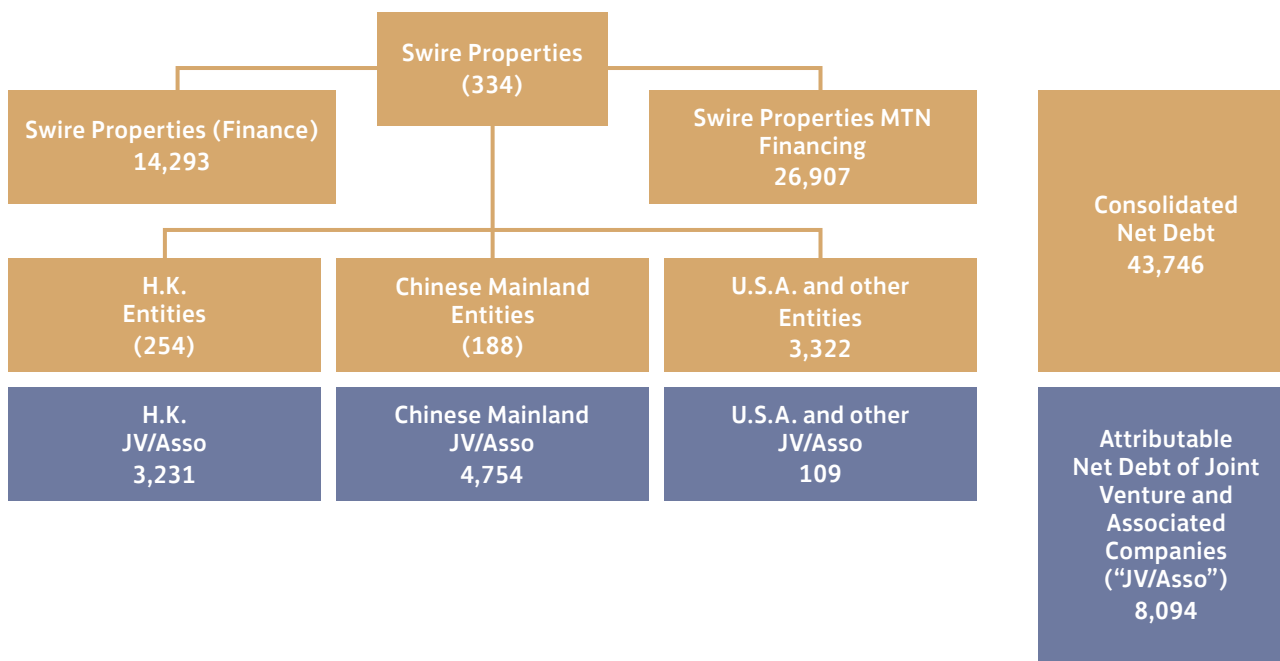 Swire Properties
(334)
Swire Properties (Finance)
14,293
Swire Properties MTN
Financing
26,907
H.K.
Entities
(254)
Chinese Mainland
Entities
(188)
U.S.A. and other
Entities
3,322
Consolidated
Net Debt
43,746
H.K.
JV/Asso
3,231
Chinese Mainland
JV/Asso
4,754
U.S.A. and other
JV/Asso
109
Attributable
Net Debt of Joint
Venture and
Associated
Companies
(“JV/Asso”)
8,094